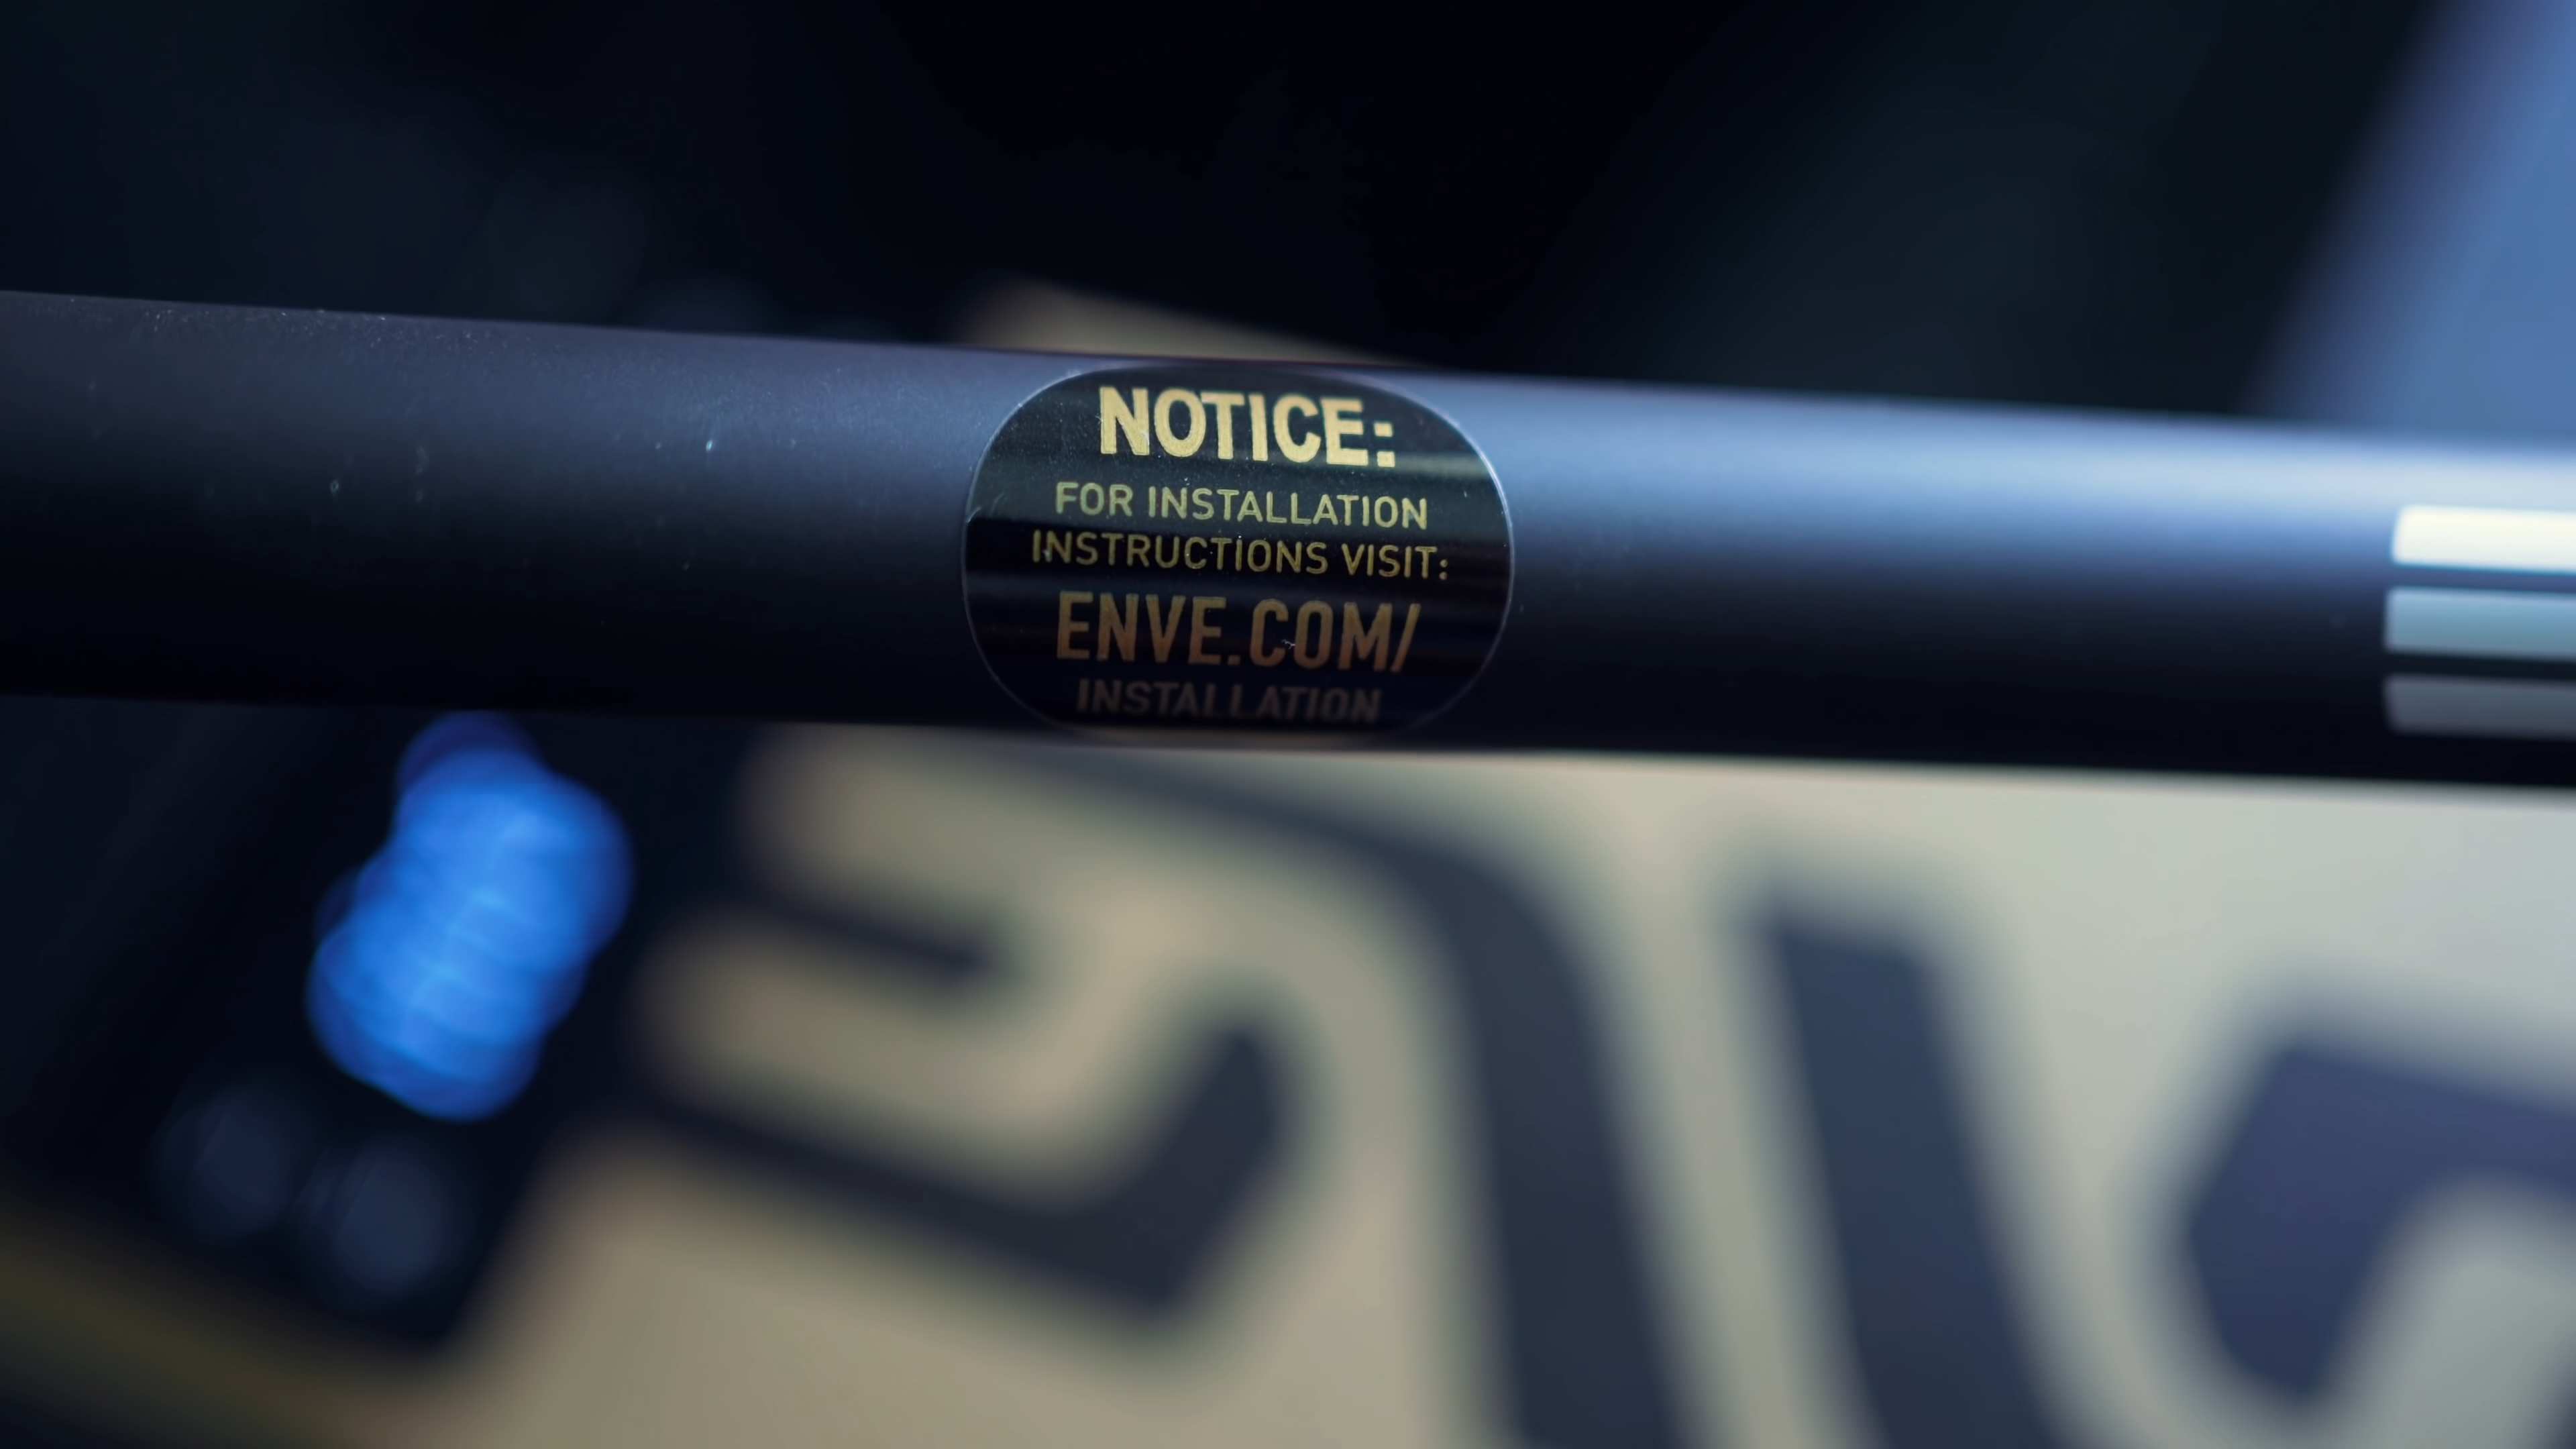 NOTICE:
FOR INSTALLATION
INSTRUCTIONS VISIT:
ENVE.COM/
INSTALLATION